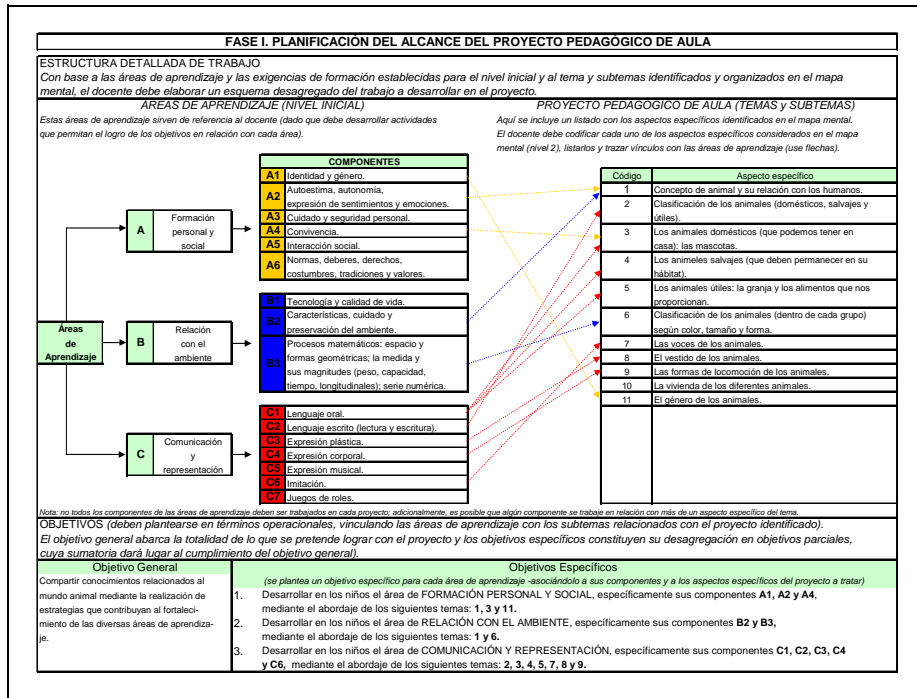 FASE I. PLANIFICACIÓN DEL ALCANCE DEL PROYECTO PEDAGÓGICO DE AULA
ESTRUCTURA DETALLADA DE TRABAJO
Con base a las áreas de aprendizaje y las exigencias de formación establecidas para el nivel inicial y al tema y subtemas identificados y organizados en el mapa
mental, el docente debe elaborar un esquema desagregado del trabajo a desarrollar en el proyecto.
AREAS DE APRENDIZAJE (NIVEL INICIAL)
Estas áreas de aprendizaje sirven de referencia al docente (dado que debe desarrollar actividades
que permitan el logro de los objetivos en relación con cada área).
PROYECTO PEDAGÓGICO DE AULA (TEMAS y SUBTEMAS)
Aquí se incluye un listado con los aspectos específicos identificados en el mapa mental.
El docente debe codificar cada uno de los aspectos específicos considerados en el mapa
mental (nivel 2), listarlos y trazar vínculos con las áreas de aprendizaje (use flechas).
Áreas
de
Aprendizaje
A
Formación
personal y
social
B
Relación
con el
ambiente
C
Comunicación
y
representación
COMPONENTES
A1 Identidad y género.
A2 Autoestima, autonomía,
expresión de sentimientos y emociones.
A3 Cuidado y seguridad personal.
A4 Convivencia.
A5 Interacción social.
A6 Normas, deberes, derechos,
costumbres, tradiciones y valores.
B1 Tecnología y calidad de vida.
B2 Características, cuidado y
preservación del ambiente.
B3 Procesos matemáticos: espacio y
formas geométricas; la medida y
sus magnitudes (peso, capacidad,
tiempo, longitudinales); serie numérica.
C1 Lenguaje oral.
C2 Lenguaje escrito (lectura y escritura).
C3 Expresión plástica.
C4 Expresión corporal.
C5 Expresión musical.
C6 Imitación.
C7 Juegos de roles.
Código Aspecto específico
1 Concepto de animal y su relación con los humanos.
2 Clasificación de los animales (domésticos, salvajes y
útiles).
3 Los animales domésticos (que podemos tener en
casa): las mascotas.
4 Los animeles salvajes (que deben permanecer en su
hábitat).
5 Los animales útiles: la granja y los alimentos que nos
proporcionan.
6 Clasificación de los animales (dentro de cada grupo)
según color, tamaño y forma.
7 Las voces de los animales.
8 El vestido de los animales.
9 Las formas de locomoción de los animales.
10 La vivienda de los diferentes animales.
11 El género de los animales.
Nota: no todos los componentes de las áreas de aprendizaje deben ser trabajados en cada proyecto; adicionalmente, es posible que algún componente se trabaje en relación con más de un aspecto específico del tema.
OBJETIVOS (deben plantearse en términos operacionales, vinculando las áreas de aprendizaje con los subtemas relacionados con el proyecto identificado).
El objetivo general abarca la totalidad de lo que se pretende lograr con el proyecto y los objetivos específicos constituyen su desagregación en objetivos parciales,
cuya sumatoria dará lugar al cumplimiento del objetivo general).
Objetivo General
Compartir conocimientos relacionados al
mundo animal mediante la realización de
estrategias que contribuyan al fortaleci-
miento de las diversas áreas de aprendiza-
je.
Objetivos Específicos
(se plantea un objetivo específico para cada área de aprendizaje -asociándolo a sus componentes y a los aspectos específicos del proyecto a tratar)
1. Desarrollar en los niños el área de FORMACIÓN PERSONAL Y SOCIAL, específicamente sus componentes A1, A2 y A4,
mediante el abordaje de los siguientes temas: 1, 3 y 11.
2. Desarrollar en los niños el área de RELACIÓN CON EL AMBIENTE, específicamente sus componentes B2 y B3,
mediante el abordaje de los siguientes temas: 1 y 6.
3. Desarrollar en los niños el área de COMUNICACIÓN Y REPRESENTACIÓN, específicamente sus componentes C1, C2, C3, C4
y C6, mediante el abordaje de los siguientes temas: 2, 3, 4, 5, 7, 8 y 9.